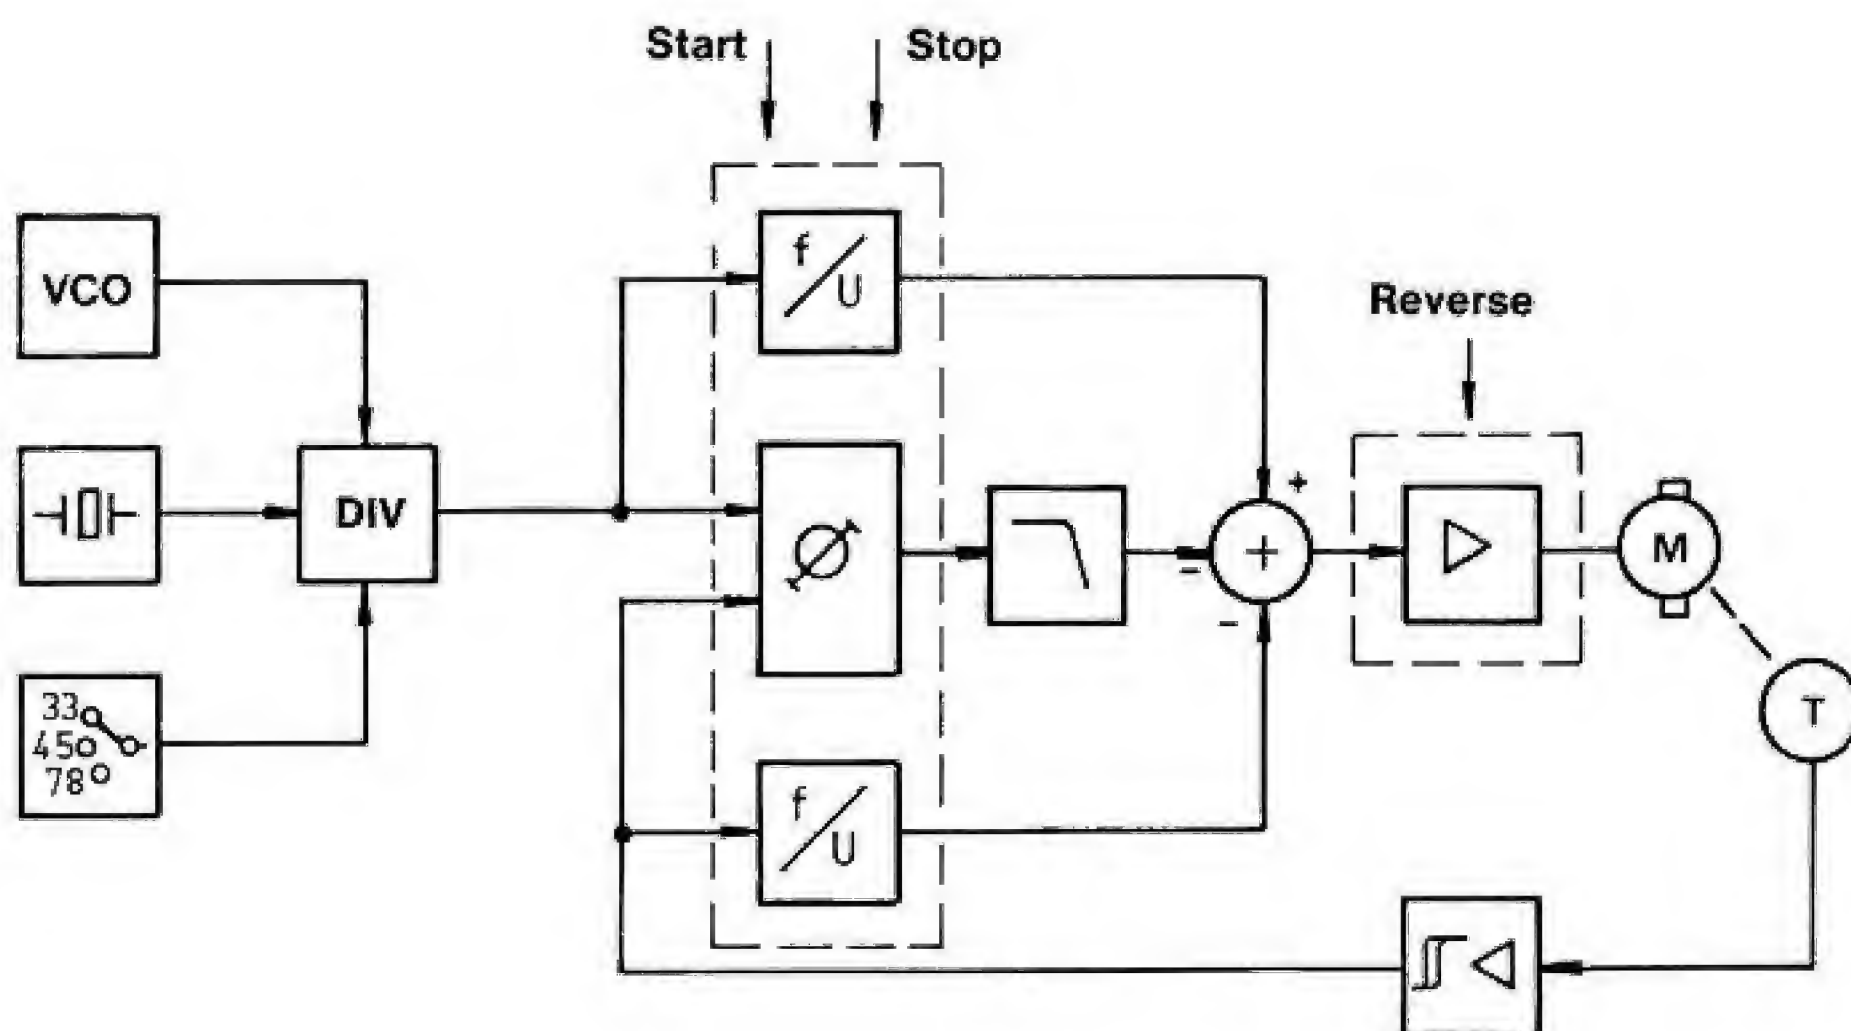 Start
Stop
VCO
f
U
Reverse
DIV
+
+
-
-
M
33
45
78
T
f
U